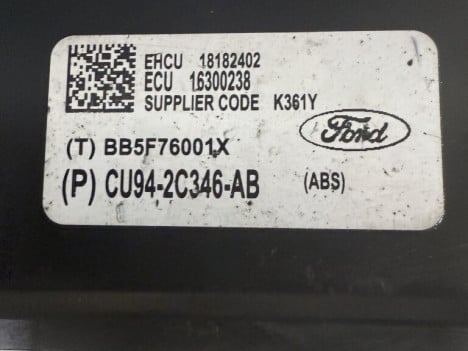 EHCU 18182402
ECU 16300238
SUPPLIER CODE K361Y
Ford
(T) BB5F76001X
(P) CU94-2C346-AB (ABS)